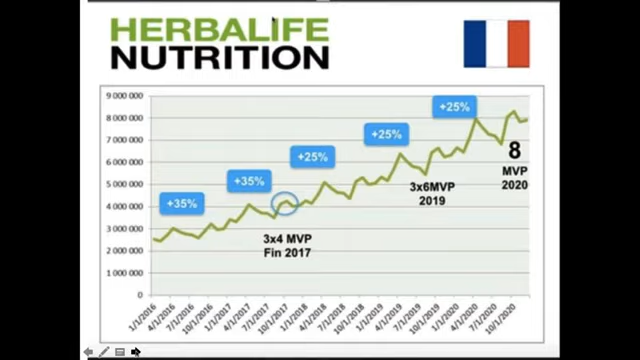 HERBALIFE
NUTRITION
9 000 000
8 000 000
7 000 000
6 000 000
5 000 000
4 000 000
3 000 000
2 000 000
1 000 000
0
+35%
+35%
+25%
+25%
+25%
3x4 MVP
Fin 2017
3x6MVP
2019
8
MVP
2020
1/1/2016
4/1/2016
7/1/2016
10/1/2016
1/1/2017
4/1/2017
7/1/2017
10/1/2017
1/1/2018
4/1/2018
7/1/2018
10/1/2018
1/1/2019
4/1/2019
7/1/2019
10/1/2019
1/1/2020
4/1/2020
7/1/2020
10/1/2020